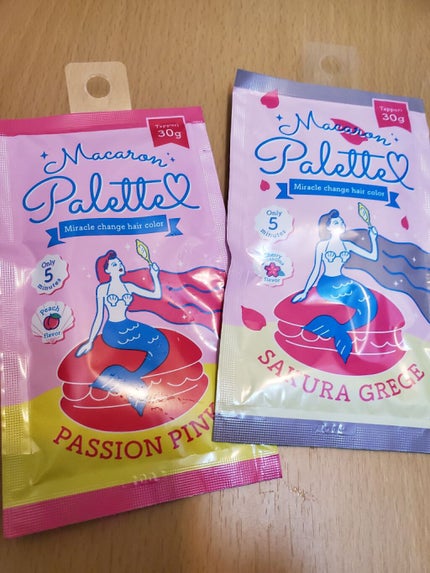 Tappuri
30g
Macaron
Palette
Miracle change hair color
Only
5
minutes
Peach
flavor
PASSION PINK
Tappuri
30g
Macaron
Palette
Miracle change hair color
Only
5
minutes
flavor
SAKURA GREGE